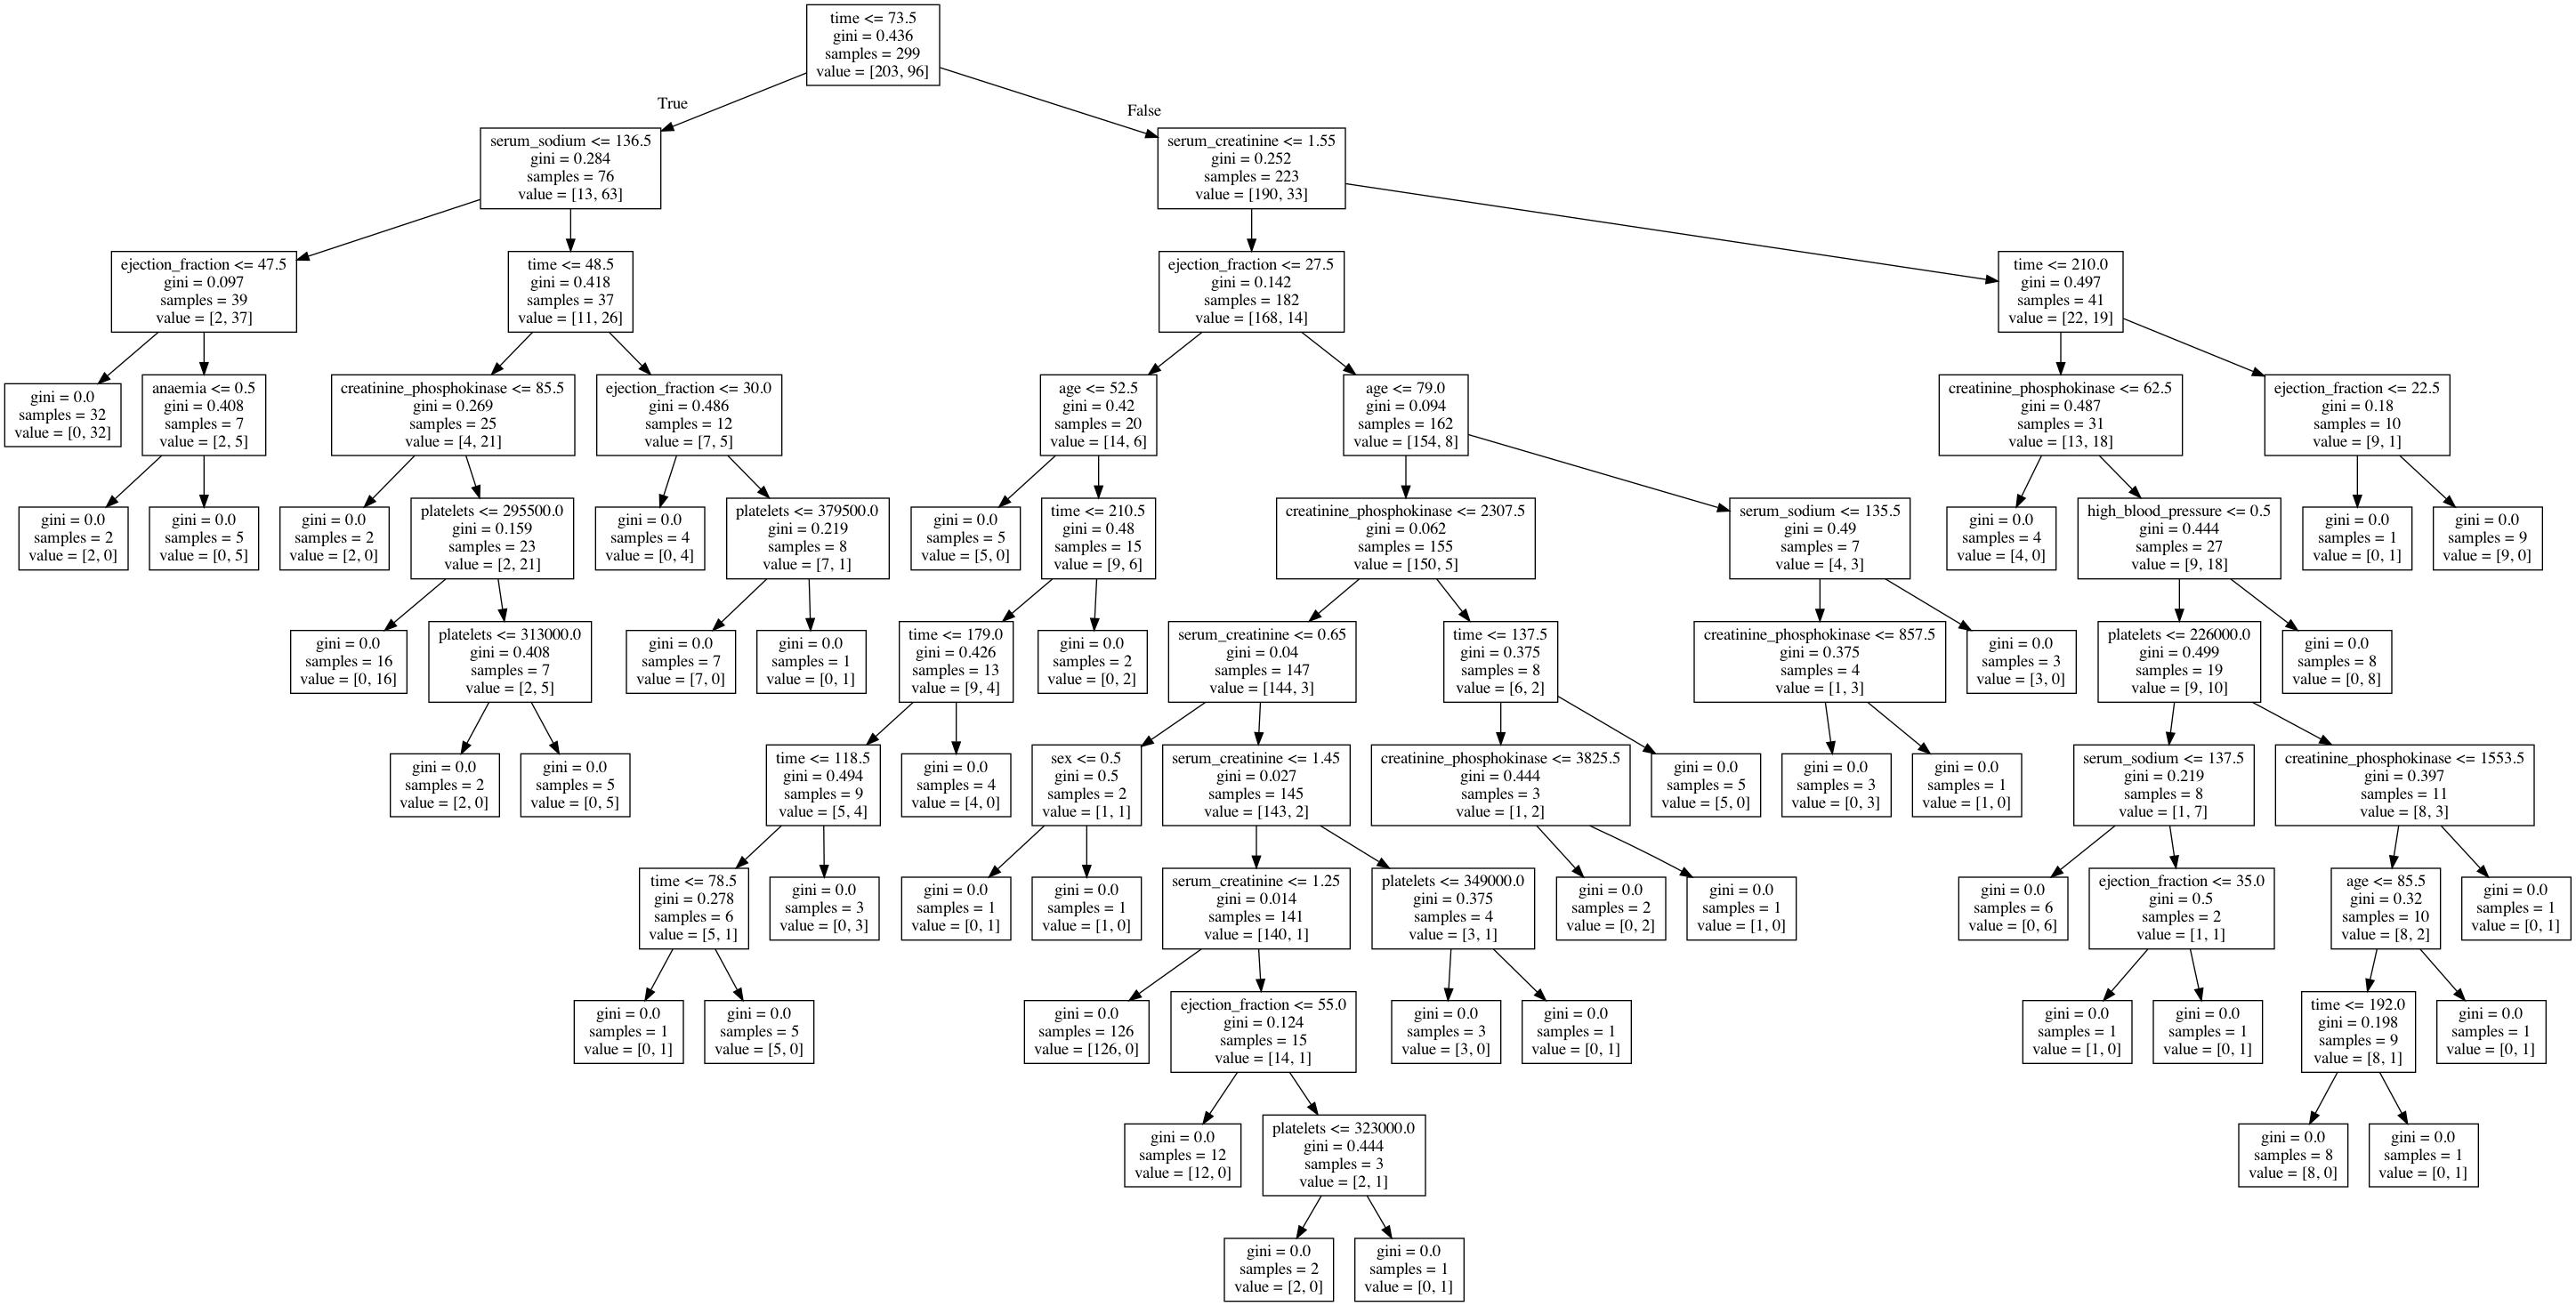 time <= 73.5
gini = 0.436
samples = 299
value = [203, 96]
True
False
serum_sodium <= 136.5
gini = 0.284
samples = 76
value = [13, 63]
serum_creatinine <= 1.55
gini = 0.252
samples = 223
value = [190, 33]
ejection_fraction <= 47.5
gini = 0.097
samples = 39
value = [2, 37]
time <= 48.5
gini = 0.418
samples = 37
value = [11, 26]
ejection_fraction <= 27.5
gini = 0.142
samples = 182
value = [168, 14]
time <= 210.0
gini = 0.497
samples = 41
value = [22, 19]
gini = 0.0
samples = 32
value = [0, 32]
anaemia <= 0.5
gini = 0.408
samples = 7
value = [2, 5]
creatinine_phosphokinase <= 85.5
gini = 0.269
samples = 25
value = [4, 21]
ejection_fraction <= 30.0
gini = 0.486
samples = 12
value = [7, 5]
age <= 52.5
gini = 0.42
samples = 20
value = [14, 6]
age <= 79.0
gini = 0.094
samples = 162
value = [154, 8]
creatinine_phosphokinase <= 62.5
gini = 0.487
samples = 31
value = [13, 18]
ejection_fraction <= 22.5
gini = 0.18
samples = 10
value = [9, 1]
gini = 0.0
samples = 2
value = [2, 0]
gini = 0.0
samples = 5
value = [0, 5]
gini = 0.0
samples = 2
value = [2, 0]
platelets <= 295500.0
gini = 0.159
samples = 23
value = [2, 21]
gini = 0.0
samples = 4
value = [0, 4]
platelets <= 379500.0
gini = 0.219
samples = 8
value = [7, 1]
gini = 0.0
samples = 5
value = [5, 0]
time <= 210.5
gini = 0.48
samples = 15
value = [9, 6]
creatinine_phosphokinase <= 2307.5
gini = 0.062
samples = 155
value = [150, 5]
serum_sodium <= 135.5
gini = 0.49
samples = 7
value = [4, 3]
gini = 0.0
samples = 4
value = [4, 0]
high_blood_pressure <= 0.5
gini = 0.444
samples = 27
value = [9, 18]
gini = 0.0
samples = 1
value = [0, 1]
gini = 0.0
samples = 9
value = [9, 0]
gini = 0.0
samples = 16
value = [0, 16]
platelets <= 313000.0
gini = 0.408
samples = 7
value = [2, 5]
gini = 0.0
samples = 7
value = [7, 0]
gini = 0.0
samples = 1
value = [0, 1]
time <= 179.0
gini = 0.426
samples = 13
value = [9, 4]
gini = 0.0
samples = 2
value = [0, 2]
serum_creatinine <= 0.65
gini = 0.04
samples = 147
value = [144, 3]
time <= 137.5
gini = 0.375
samples = 8
value = [6, 2]
creatinine_phosphokinase <= 857.5
gini = 0.375
samples = 4
value = [1, 3]
gini = 0.0
samples = 3
value = [3, 0]
platelets <= 226000.0
gini = 0.499
samples = 19
value = [9, 10]
gini = 0.0
samples = 8
value = [0, 8]
gini = 0.0
samples = 2
value = [2, 0]
gini = 0.0
samples = 5
value = [0, 5]
time <= 118.5
gini = 0.494
samples = 9
value = [5, 4]
gini = 0.0
samples = 4
value = [4, 0]
sex <= 0.5
gini = 0.5
samples = 2
value = [1, 1]
serum_creatinine <= 1.45
gini = 0.027
samples = 145
value = [143, 2]
creatinine_phosphokinase <= 3825.5
gini = 0.444
samples = 3
value = [1, 2]
gini = 0.0
samples = 5
value = [5, 0]
gini = 0.0
samples = 3
value = [0, 3]
gini = 0.0
samples = 1
value = [1, 0]
serum_sodium <= 137.5
gini = 0.219
samples = 8
value = [1, 7]
creatinine_phosphokinase <= 1553.5
gini = 0.397
samples = 11
value = [8, 3]
time <= 78.5
gini = 0.278
samples = 6
value = [5, 1]
gini = 0.0
samples = 3
value = [0, 3]
gini = 0.0
samples = 1
value = [0, 1]
gini = 0.0
samples = 1
value = [1, 0]
serum_creatinine <= 1.25
gini = 0.014
samples = 141
value = [140, 1]
platelets <= 349000.0
gini = 0.375
samples = 4
value = [3, 1]
gini = 0.0
samples = 2
value = [0, 2]
gini = 0.0
samples = 1
value = [1, 0]
gini = 0.0
samples = 6
value = [0, 6]
ejection_fraction <= 35.0
gini = 0.5
samples = 2
value = [1, 1]
age <= 85.5
gini = 0.32
samples = 10
value = [8, 2]
gini = 0.0
samples = 1
value = [0, 1]
gini = 0.0
samples = 1
value = [0, 1]
gini = 0.0
samples = 5
value = [5, 0]
gini = 0.0
samples = 126
value = [126, 0]
ejection_fraction <= 55.0
gini = 0.124
samples = 15
value = [14, 1]
gini = 0.0
samples = 3
value = [3, 0]
gini = 0.0
samples = 1
value = [0, 1]
gini = 0.0
samples = 1
value = [1, 0]
gini = 0.0
samples = 1
value = [0, 1]
time <= 192.0
gini = 0.198
samples = 9
value = [8, 1]
gini = 0.0
samples = 1
value = [0, 1]
gini = 0.0
samples = 12
value = [12, 0]
platelets <= 323000.0
gini = 0.444
samples = 3
value = [2, 1]
gini = 0.0
samples = 8
value = [8, 0]
gini = 0.0
samples = 1
value = [0, 1]
gini = 0.0
samples = 2
value = [2, 0]
gini = 0.0
samples = 1
value = [0, 1]